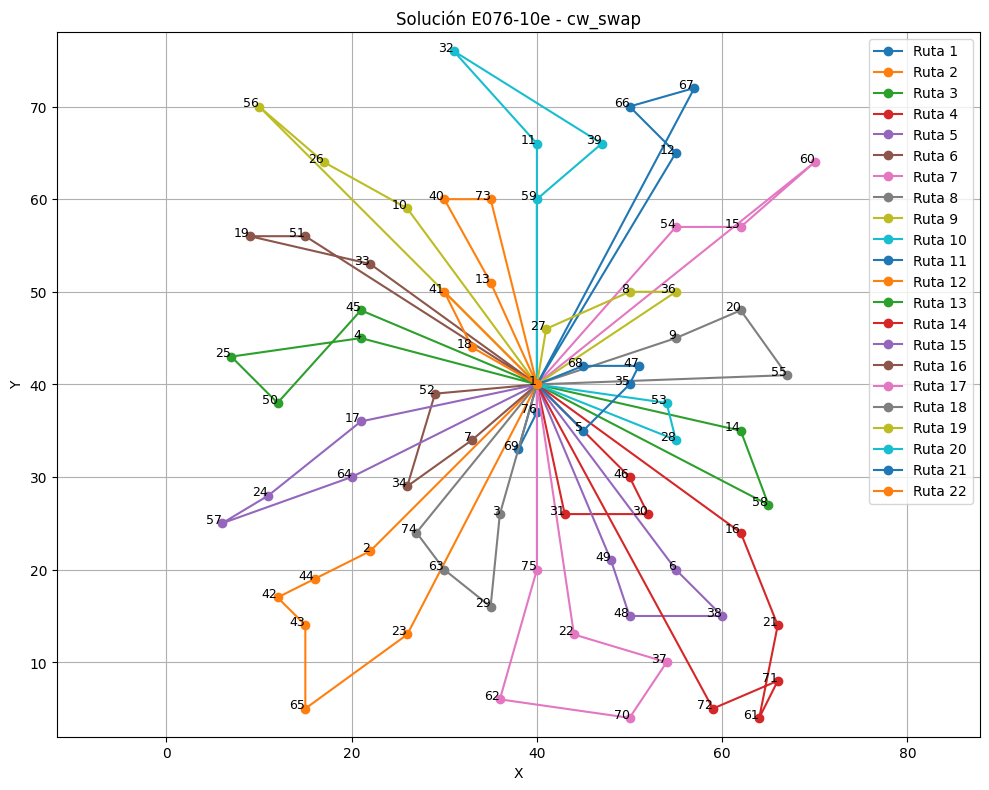 Solución E076-10e - cw_swap
32
67
56
66
Ruta 1
Ruta 2
Ruta 3
Ruta 4
Ruta 5
Ruta 6
Ruta 7
Ruta 8
Ruta 9
Ruta 10
Ruta 11
Ruta 12
Ruta 13
Ruta 14
Ruta 15
Ruta 16
Ruta 17
Ruta 18
Ruta 19
Ruta 20
Ruta 21
Ruta 22
70
11 39 12
26 60
60
10 40 73 59
19 51 54 15
33
13
50
41 8 36
45 20
27
18 4 9
25
68 47
40
50 52 1 35 55
17 76 53
7 69 5 28 14
Y
30
64 34 46
24 31 30 58
57 74 3 16
20
2 49
44 63 75 6
42 29 48 38
43 23 22 21
10
37 71
65 62 70 72 61
0 20 40 60 80
X